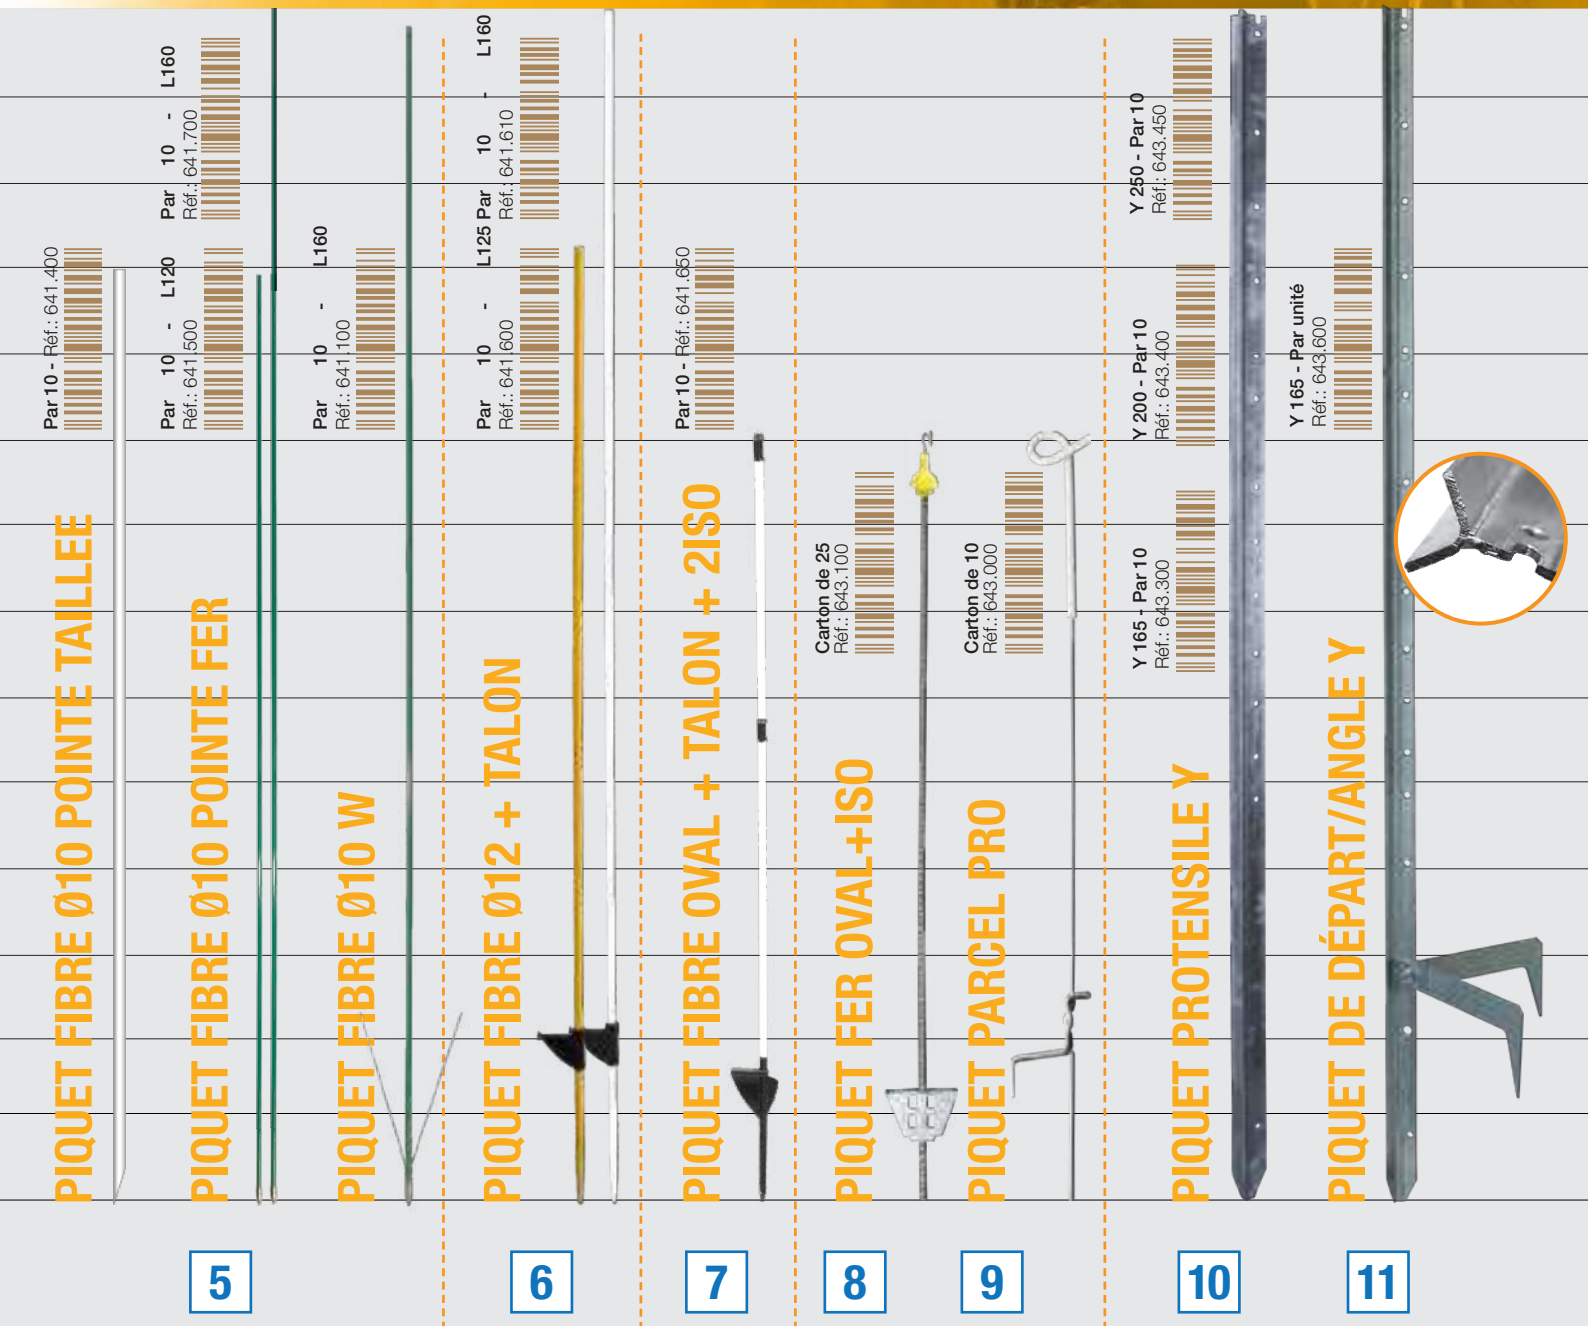 PIQUET FIBRE Ø10 POINTE TAILLEE
Par 10 - Réf.: 641.400
PIQUET FIBRE Ø10 POINTE FER
Par 10 - L120
Réf.: 641.500
Par 10 - L160
Réf.: 641.700
PIQUET FIBRE Ø10 W
Par 10 - L160
Réf.: 641.100
PIQUET FIBRE Ø12 + TALON
Par 10 - L125
Réf.: 641.600
Par 10 - L160
Réf.: 641.610
PIQUET FIBRE OVAL + TALON + 2ISO
Par 10 - Réf.: 641.650
PIQUET FER OVAL+ISO
Carton de 25
Réf.: 643.100
PIQUET PARCEL PRO
Carton de 10
Réf.: 643.000
PIQUET PROTENSILE Y
Y 165 - Par 10
Réf.: 643.300
Y 200 - Par 10
Réf.: 643.400
Y 250 - Par 10
Réf.: 643.450
PIQUET DE DÉPART/ANGLE Y
Y 165 - Par unité
Réf.: 643.600
5
6
7
8
9
10
11